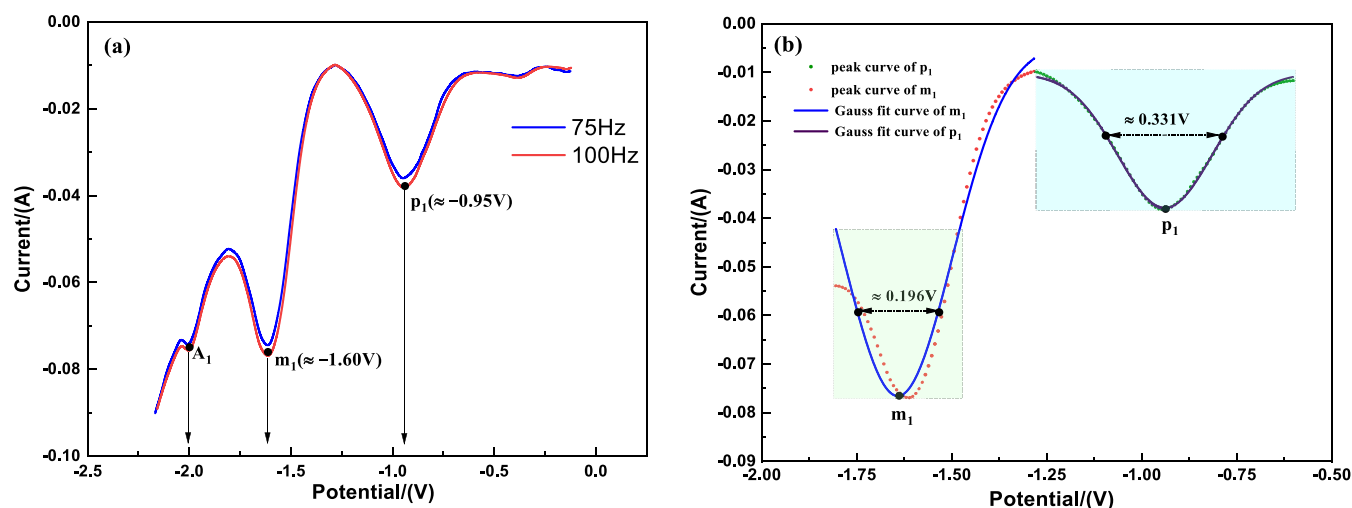 (a)
0.00
-0.02
-0.04
-0.06
-0.08
-0.10
Current/(A)
75Hz
100Hz
p₁(≈ −0.95V)
A₁
m₁(≈ −1.60V)
-2.5
-2.0
-1.5
-1.0
-0.5
0.0
Potential/(V)
(b)
0.00
-0.01
-0.02
-0.03
-0.04
-0.05
-0.06
-0.07
-0.08
-0.09
Current/(A)
peak curve of p₁
peak curve of m₁
Gauss fit curve of m₁
Gauss fit curve of p₁
≈ 0.331V
p₁
≈ 0.196V
m₁
-2.00
-1.75
-1.50
-1.25
-1.00
-0.75
-0.50
Potential/(V)